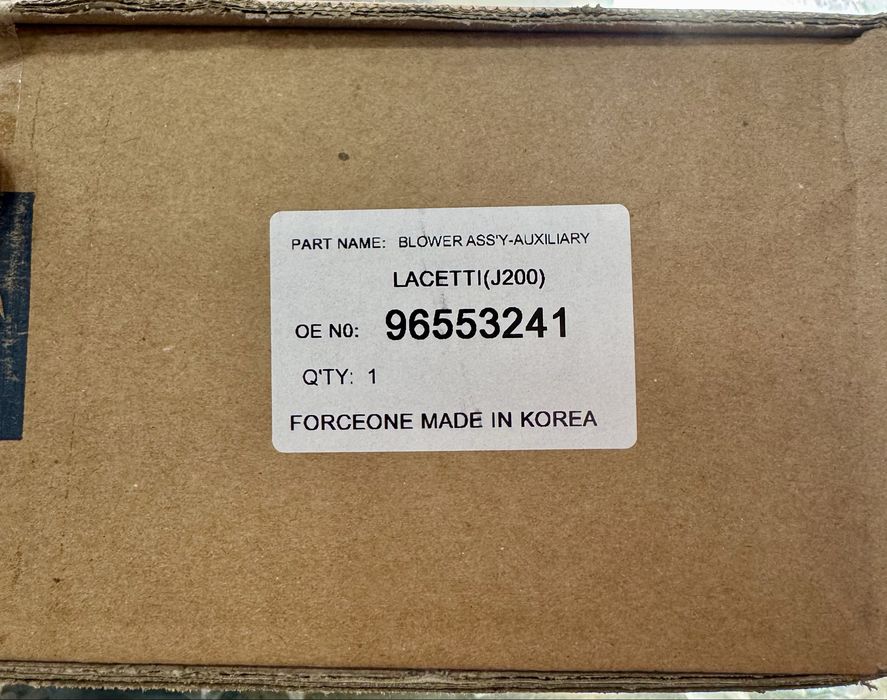 PART NAME: BLOWER ASS'Y-AUXILIARY
LACETTI(J200)
OE N0: 96553241
Q'TY: 1
FORCEONE MADE IN KOREA